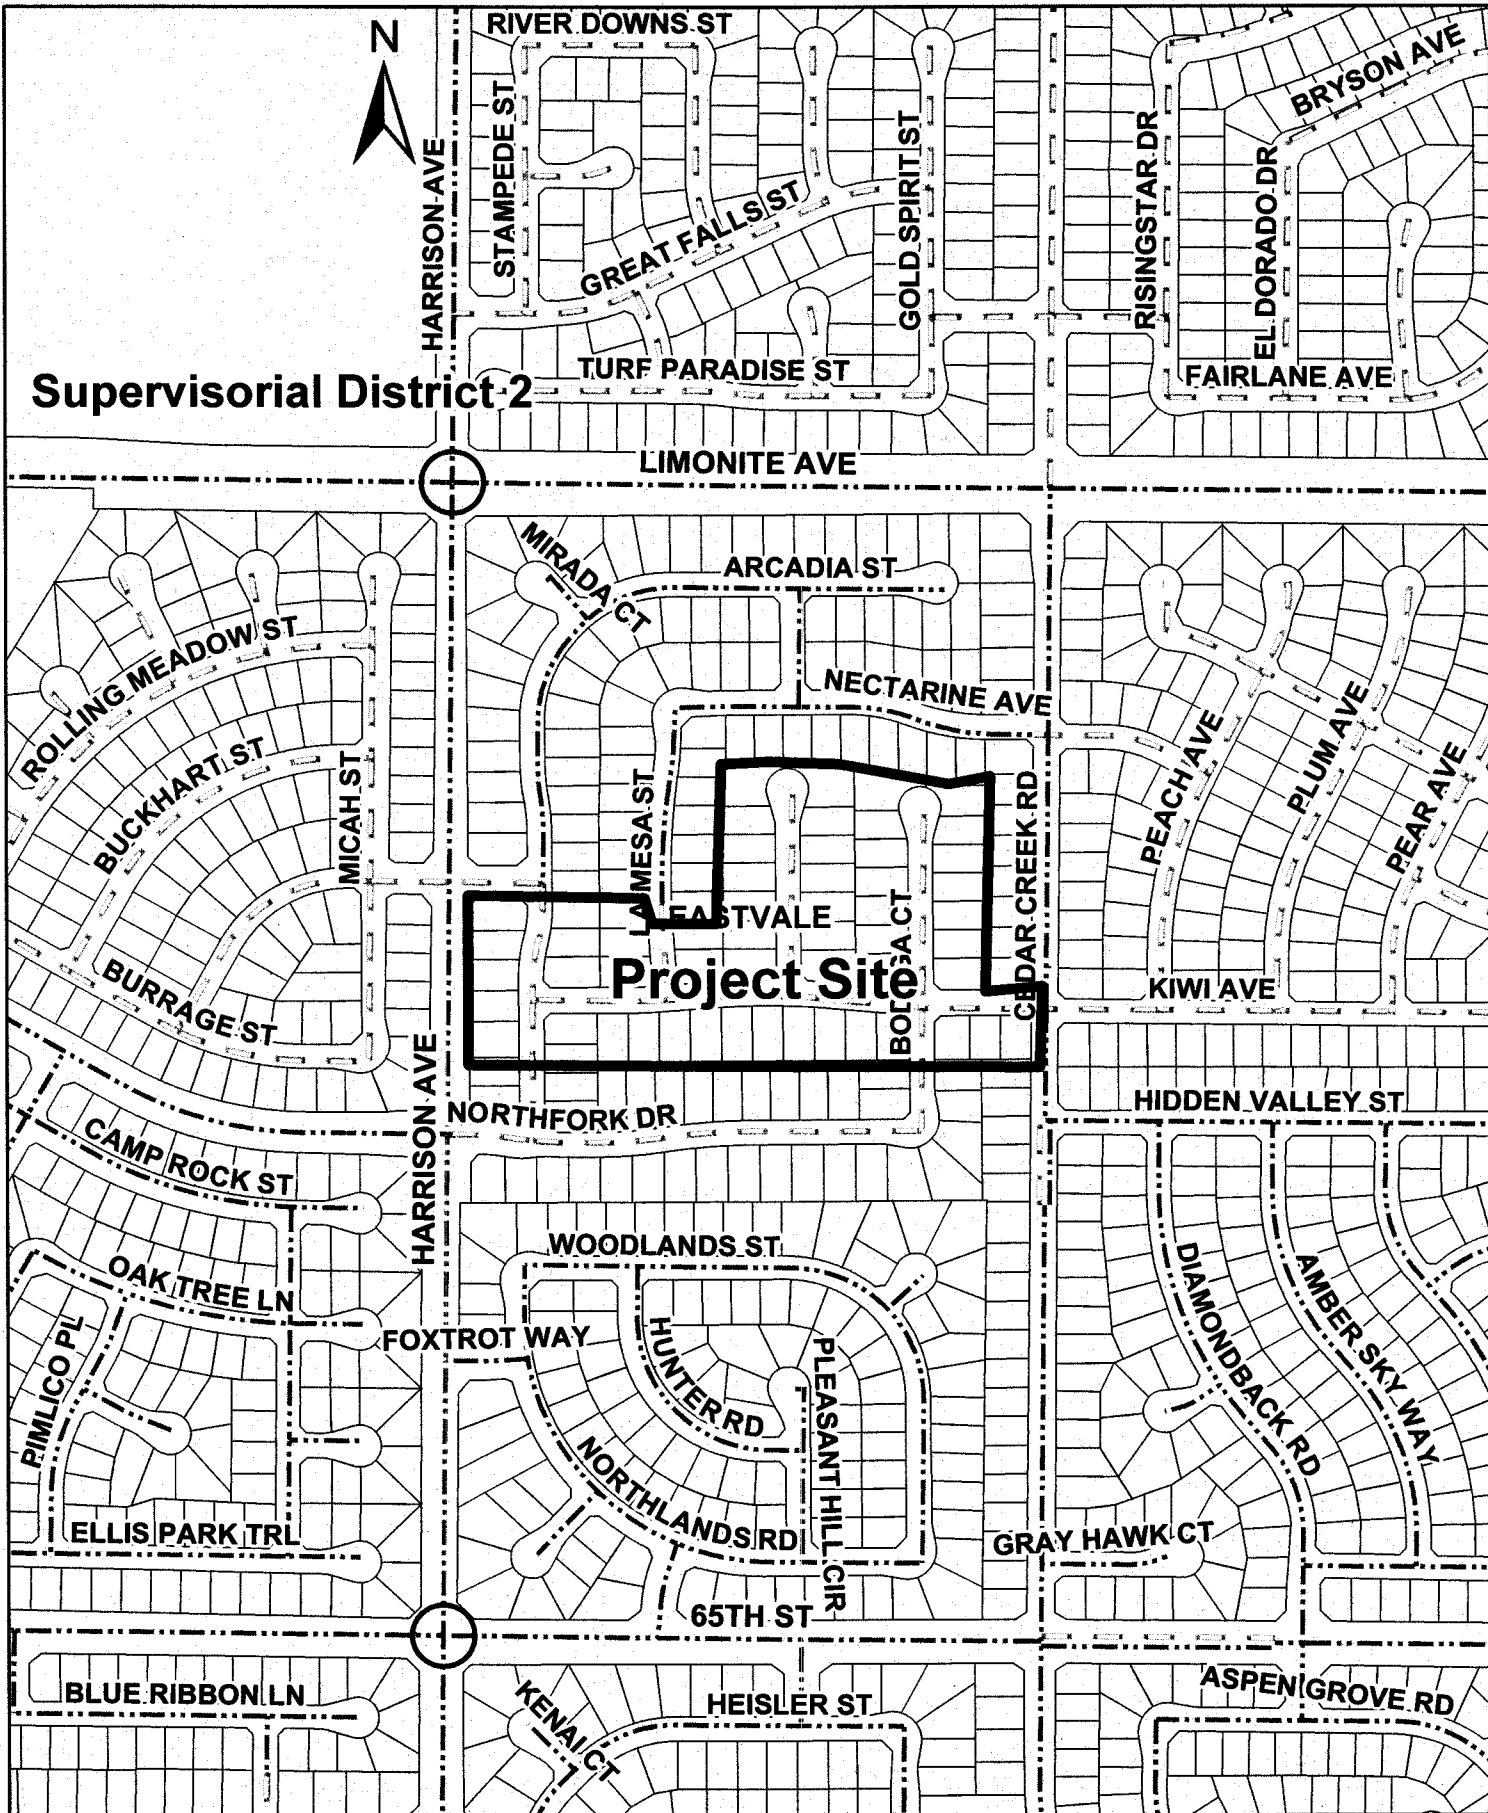 RIVER DOWNS ST
N
BRYSON AVE
STAMPEDE ST
HARRISON AVE
GOLD SPIRIT ST
RISINGSTAR DR
EL DORADO DR
GREAT FALLS ST
TURF PARADISE ST
FAIRLANE AVE
Supervisorial District 2
LIMONITE AVE
MIRADA CT
ARCADIA ST
ROLLING MEADOW ST
NECTARINE AVE
BUCKHART ST
MICAH ST
LA MESA ST
PEACH AVE
PLUM AVE
PEAR AVE
CEDAR CREEK RD
EASTVALE
Project Site
BODEGA CT
KIWI AVE
BURRAGE ST
HARRISON AVE
NORTHFORK DR
HIDDEN VALLEY ST
CAMP ROCK ST
WOODLANDS ST
OAK TREE LN
FOXTROT WAY
PIMLICO PL
HUNTER RD
PLEASANT HILL CIR
DIAMONDBACK RD
AMBER SKY WAY
NORTHLANDS RD
ELLIS PARK TRL
GRAY HAWK CT
65TH ST
BLUE RIBBON LN
KENAI CT
HEISLER ST
ASPEN GROVE RD